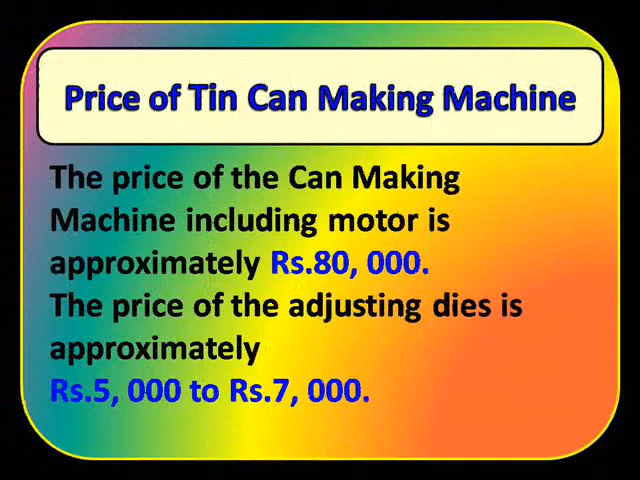 Price of Tin Can Making Machine
The price of the Can Making
Machine including motor is
approximately Rs.80, 000.
The price of the adjusting dies is
approximately
Rs.5, 000 to Rs.7, 000.